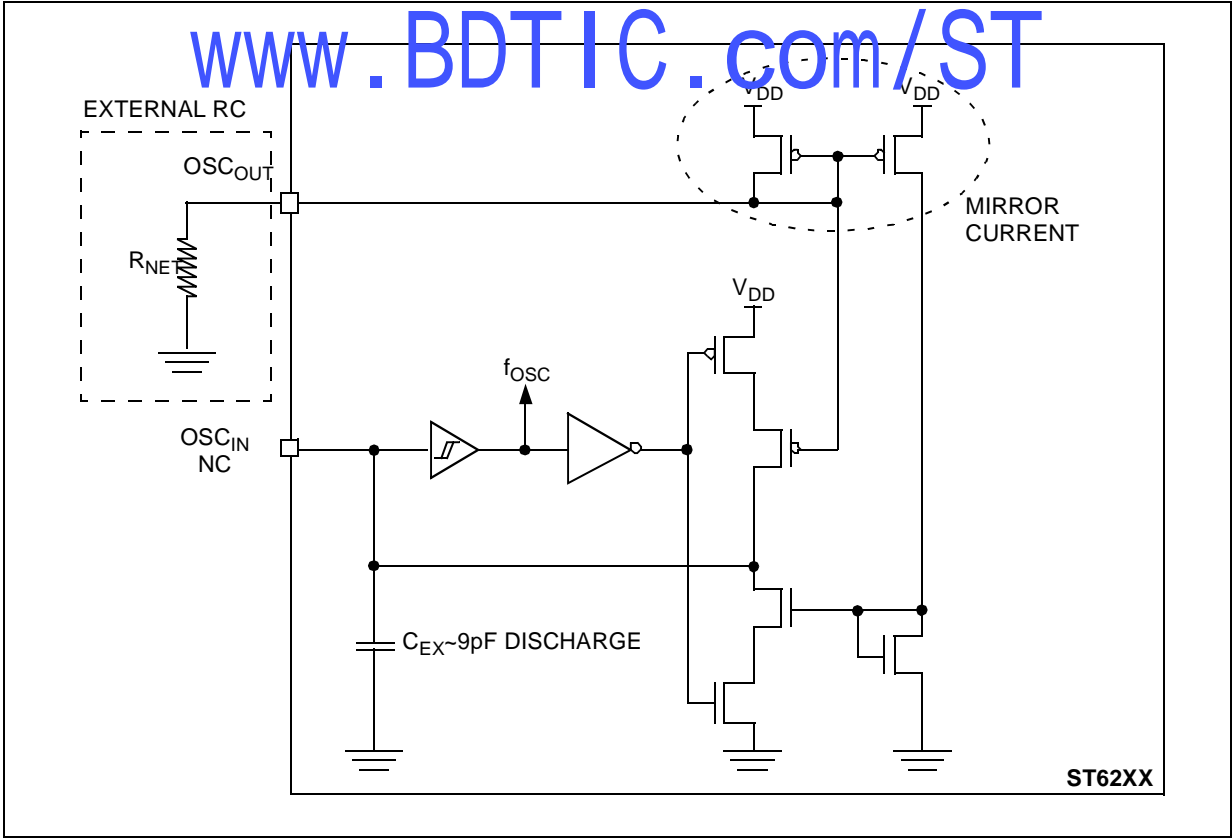 www.BDTIC.com/ST
EXTERNAL RC
OSCOUT
RNET
VDD
VDD
MIRROR
CURRENT
VDD
fOSC
OSCIN
NC
CEX~9pF DISCHARGE
ST62XX